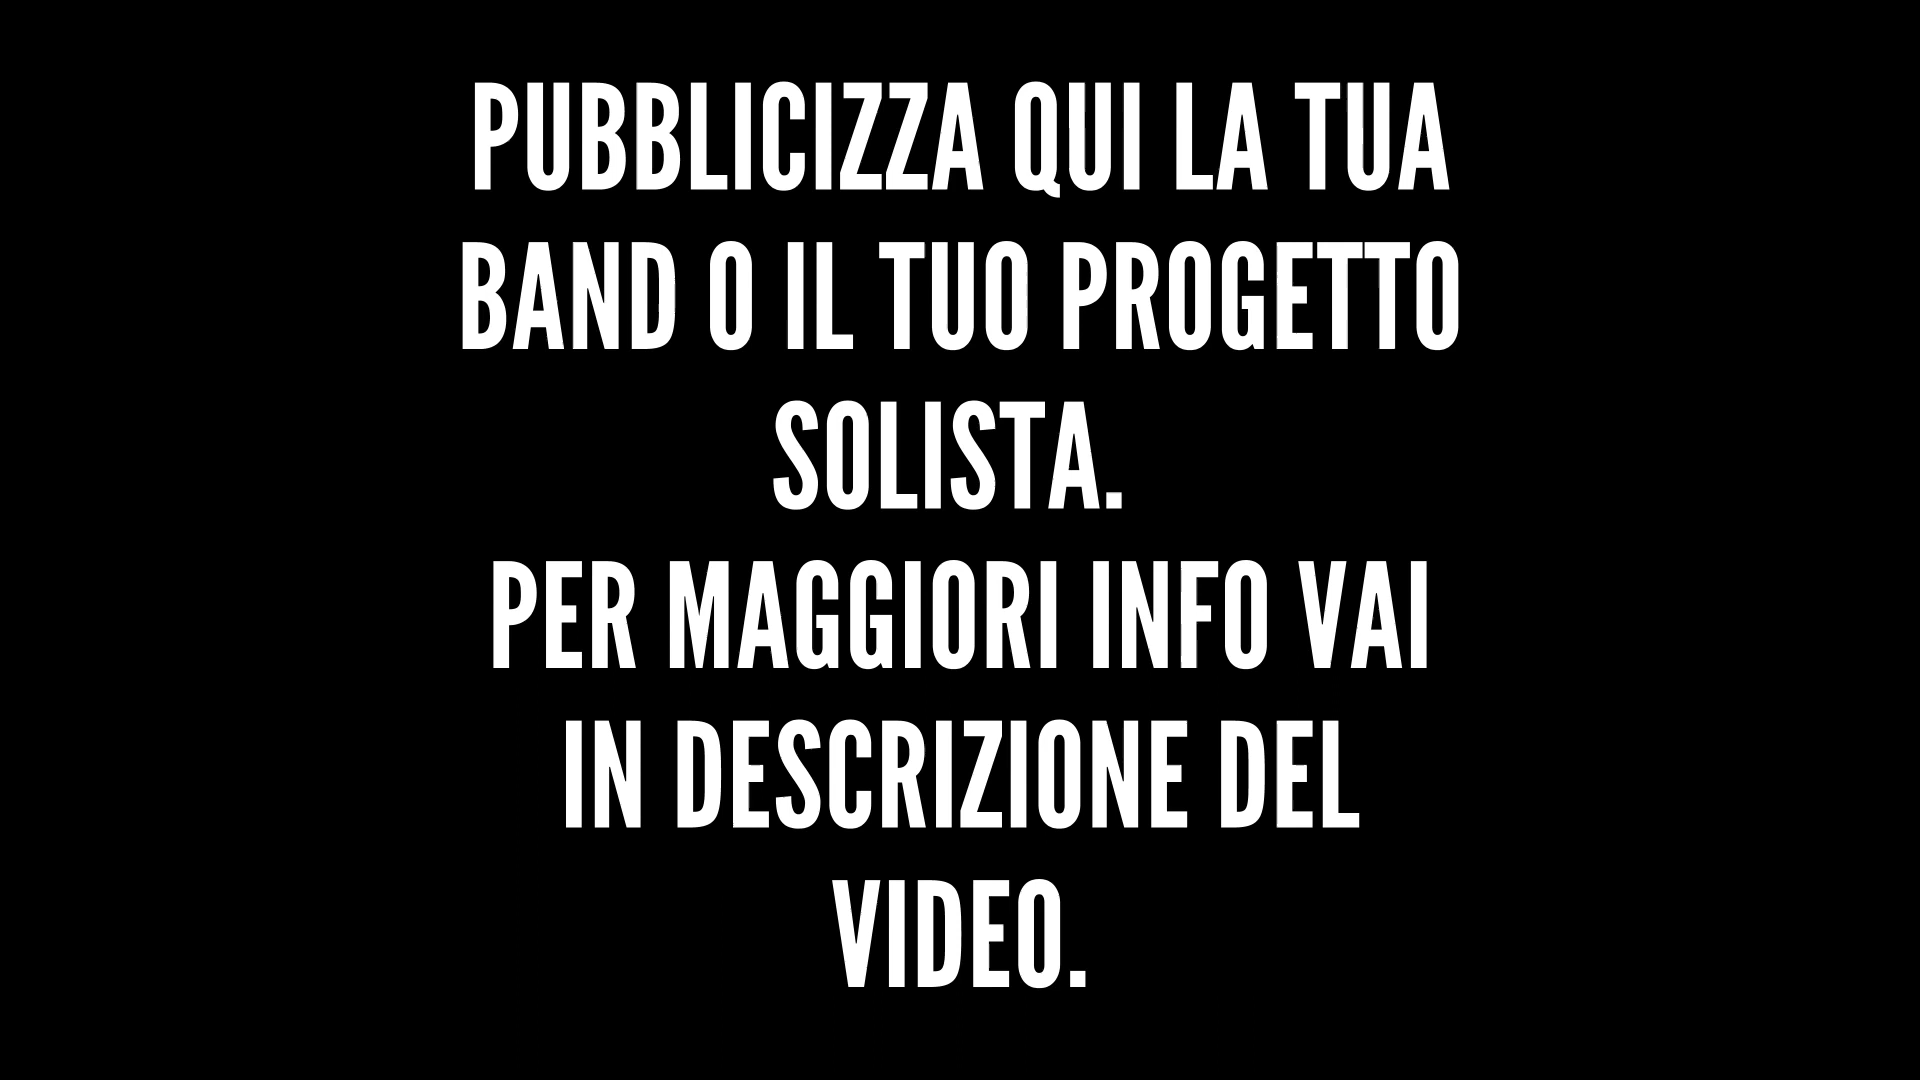 PUBBLICIZZA QUI LA TUA
BAND O IL TUO PROGETTO
SOLISTA.
PER MAGGIORI INFO VAI
IN DESCRIZIONE DEL
VIDEO.